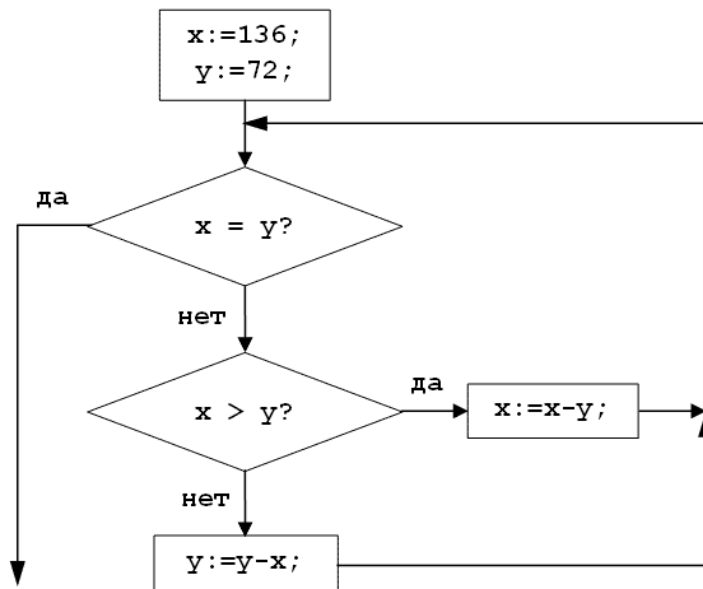 x:=136;
y:=72;
да
x = y?
нет
x > y?
да
x:=x-y;
нет
y:=y-x;